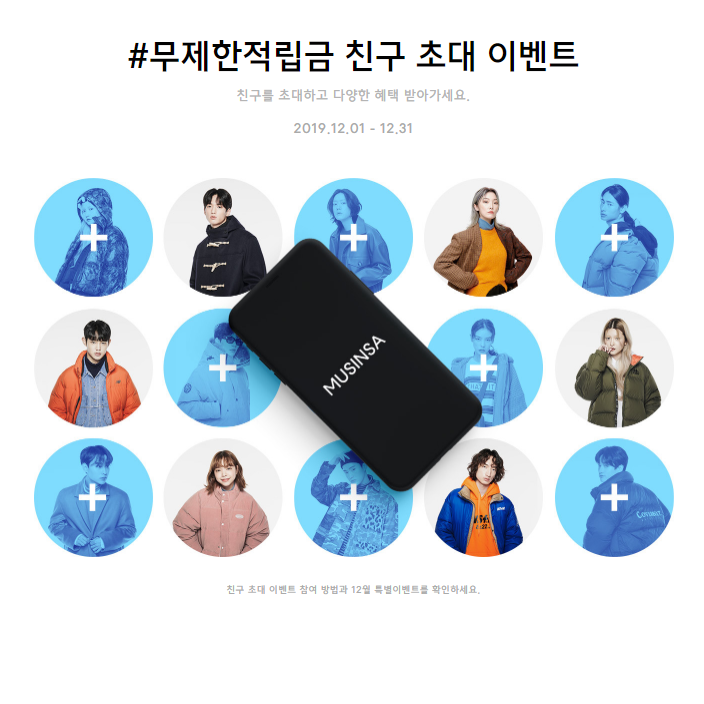 #무제한적립금 친구 초대 이벤트
친구를 초대하고 다양한 혜택 받아가세요.
2019.12.01 - 12.31
MUSINSA
친구 초대 이벤트 참여 방법과 12월 특별이벤트를 확인하세요.